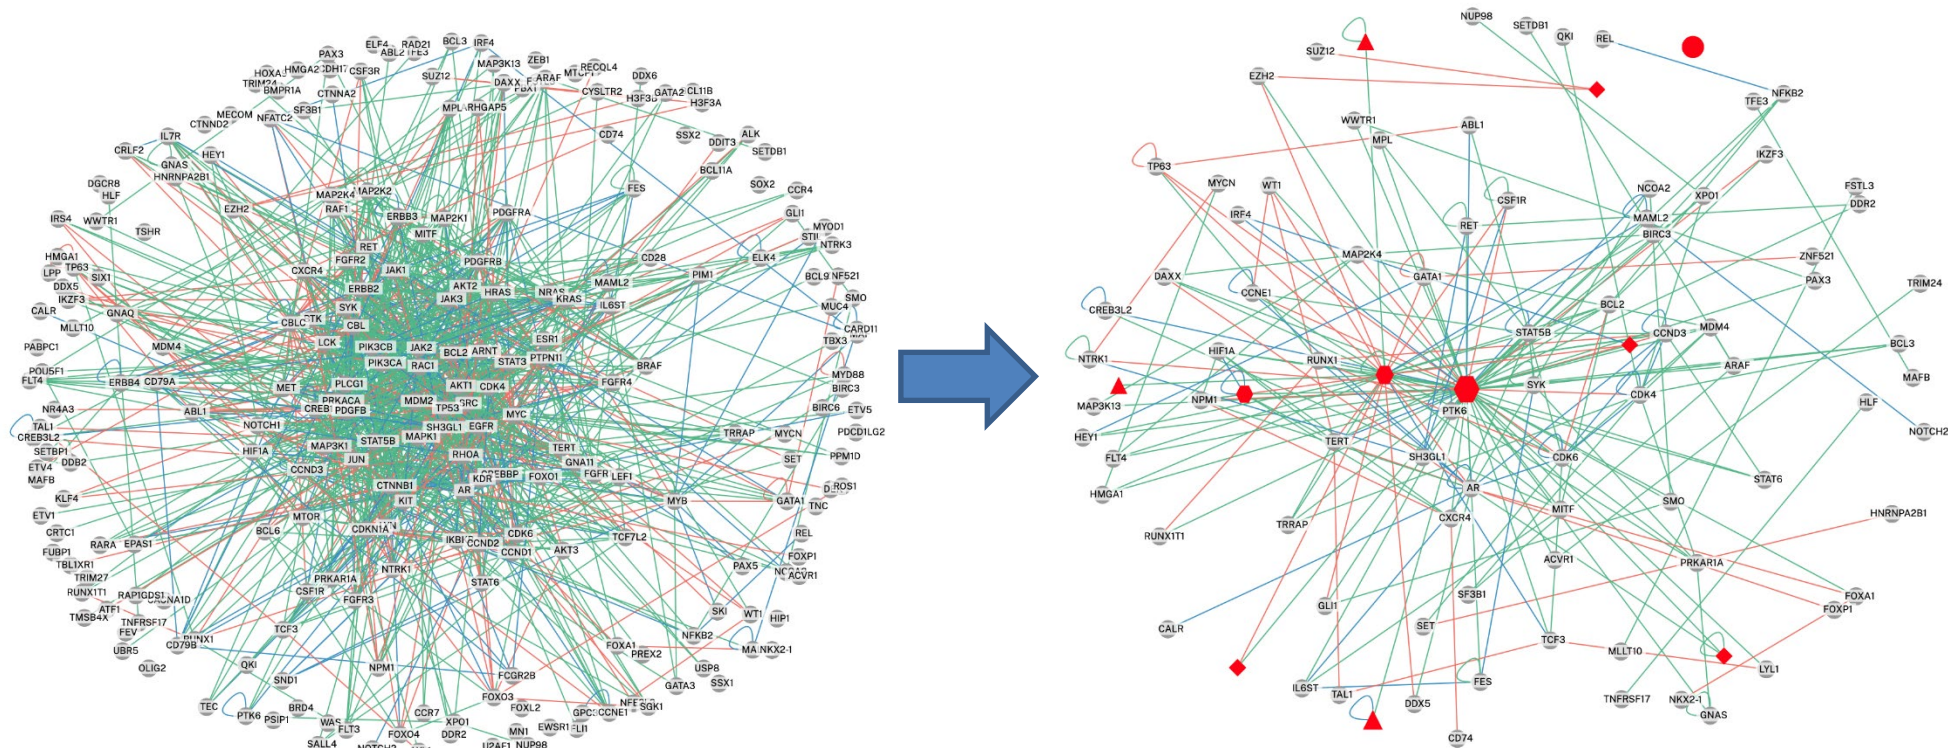 BCL3
IRF4
ELF4
RAD21
ABL2
TFE3
PAX3
CDH17
HMGA2
CSF3R
MAP3K13
ZEB1
RECQL4
SUZ12
DAXX
ARAF
DDX6
TRIM24
BMPR1A
CTNNA2
CYSLTR2
H3F3B
GATA2
H3F3A
SF3B1
MPL
ARHGAP5
MECOM
CTNND2
NFATC2
CD74
SSX2
ALK
DDIT3
SETDB1
IL7R
CRLF2
HEY1
GNAS
HNRNPA2B1
BCL11A
DGCR8
HLF
MAP2K4
MAP2K2
FES
SOX2
CCR4
EZH2
RAF1
ERBB3
MAP2K1
PDGFRA
IRS4
WWTR1
TSHR
MITF
GLI1
MYOD1
NTRK3
RET
FGFR2
CXCR4
JAK1
PDGFRB
CD28
ELK4
HMGA1
LPP
TP63
SIX1
DDX5
IKZF3
ERBB2
AKT2
HRAS
NRAS
KRAS
MAML2
PIM1
IL6ST
JAK3
SMO
MUC4
CALR
GNAQ
SYK
CBLC
CBL
MLLT10
CARD11
TBX3
PABPC1
MDM4
LCK
PIK3CB
JAK2
BCL2
ARNT
ESR1
PIK3CA
RAC1
STAT3
PTPN11
BRAF
POU5F1
FLT4
ERBB4
CD79A
MET
PLCG1
AKT1
CDK4
FGFR4
MYD88
BIRC3
NR4A3
ABL1
PRKACA
PDGFB
MDM2
TP53
MYC
BIRC6
ETV5
TAL1
CREB3L2
NOTCH1
SH3GL1
EGFR
TRRAP
MYCN
PDCD1LG2
SETBP1
ETV4
DDB2
MAFB
HIF1A
MAP3K1
STAT5B
MAPK1
JUN
RHOA
TERT
GNA11
SET
PPM1D
CCND3
CREBBP
FOXO1
LEF1
KDR
KLF4
CTNNB1
AR
KIT
MYB
GATA1
ROS1
TNC
ETV1
MTOR
CRTC1
BCL6
CDKN1A
CDK6
REL
RARA
EPAS1
CCND2
CCND1
AKT3
TCF7L2
FUBP1
TBL1XR1
FOXP1
PAX5
ACVR1
TRIM27
PRKAR1A
NTRK1
STAT6
RUNX1T1
RAP1GDS1
CSF1R
FGFR3
ATF1
TMSB4X
TNFRSF17
FEV
TCF3
SKI
WT1
HIP1
UBR5
CD79B
RUNX1
NFKB2
FOXA1
NKX2-1
OLIG2
QKI
NPM1
FCGR2B
PREX2
USP8
SND1
GATA3
SSX1
FOXO3
SGK1
TEC
PTK6
PSIP1
BRD4
CCR7
FOXL2
CCNE1
WAS
FLT3
XPO1
DDR2
EWSR1
FLI1
SALL4
FOXO4
MN1
NUP98
NUP98
SETDB1
QKI
REL
SUZ12
EZH2
NFKB2
TFE3
WWTR1
MPL
ABL1
IKZF3
TP63
MYCN
WT1
CSF1R
NCOA2
XPO1
FSTL3
DDR2
IRF4
RET
MAML2
BIRC3
MAP2K4
GATA1
ZNF521
PAX3
TRIM24
DAXX
CCNE1
CREB3L2
BCL2
STAT5B
CCND3
MDM4
BCL3
HIF1A
RUNX1
NTRK1
ARAF
MAFB
MAP3K13
NPM1
SYK
CDK4
PTK6
HLF
HEY1
TERT
SH3GL1
CDK6
NOTCH2
FLT4
HMGA1
AR
STAT6
CXCR4
MITF
SMO
TRRAP
HNRNPA2B1
RUNX1T1
ACVR1
PRKAR1A
GLI1
SF3B1
FOXA1
FOXP1
CALR
SET
TCF3
MLLT10
LYL1
IL6ST
TAL1
FES
DDX5
TNFRSF17
NKX2-1
GNAS
CD74